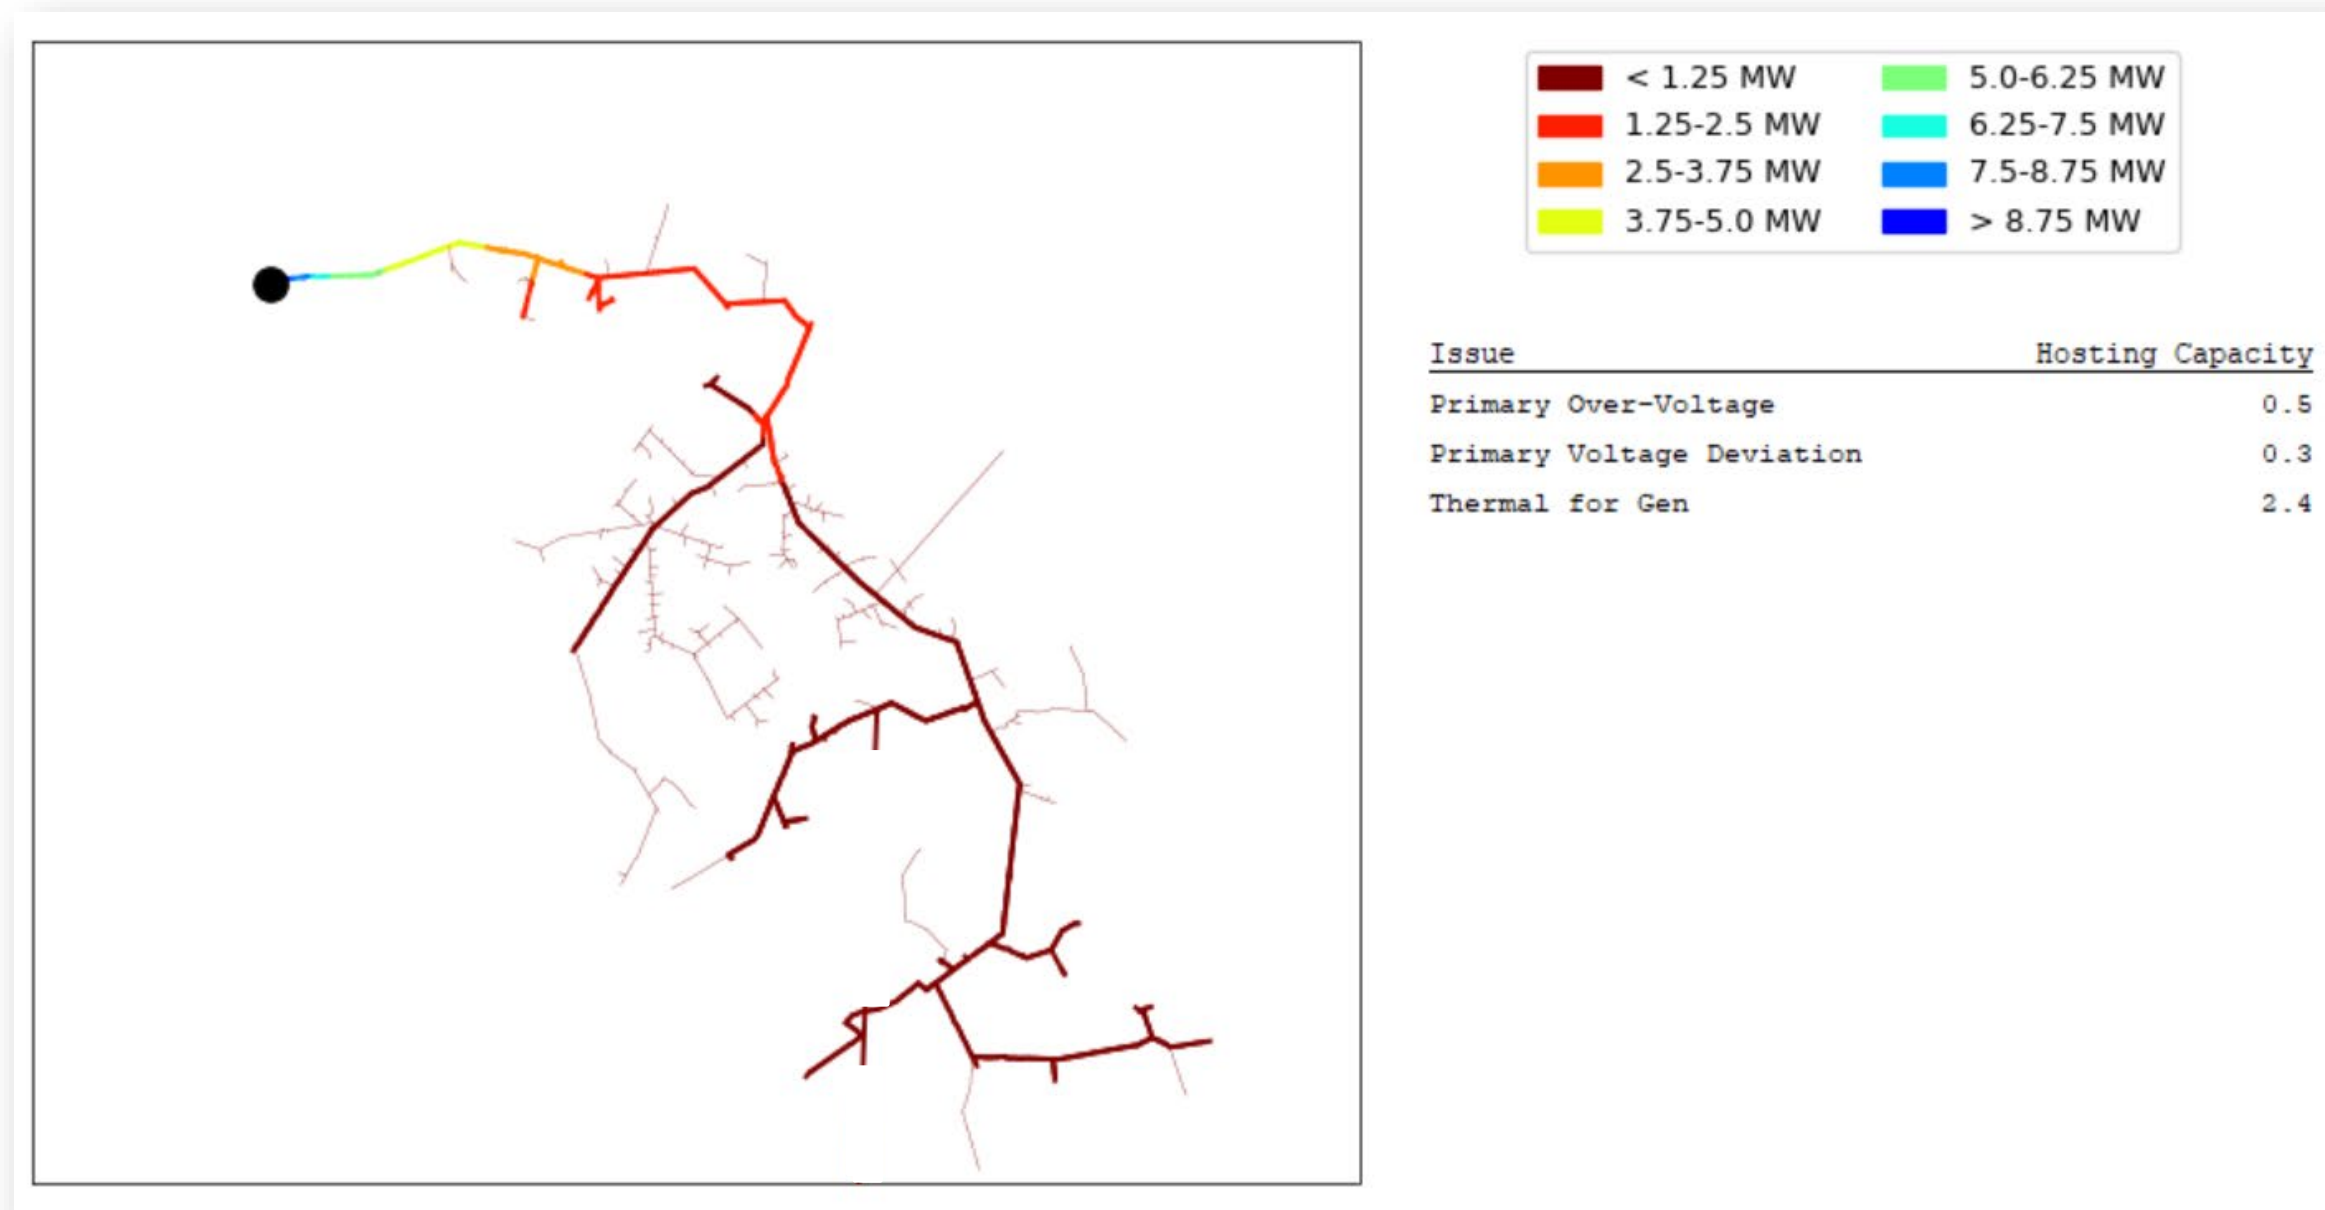 < 1.25 MW
1.25-2.5 MW
2.5-3.75 MW
3.75-5.0 MW
5.0-6.25 MW
6.25-7.5 MW
7.5-8.75 MW
> 8.75 MW
Issue Hosting Capacity
Primary Over-Voltage 0.5
Primary Voltage Deviation 0.3
Thermal for Gen 2.4